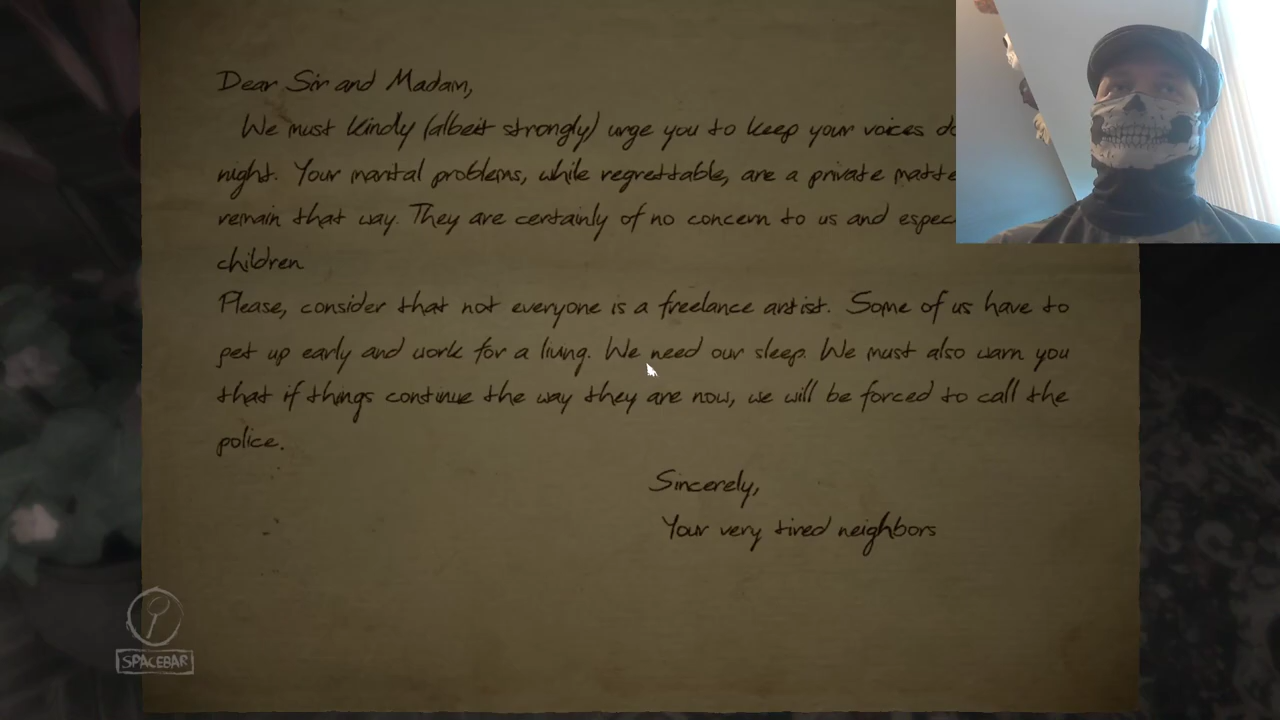 Dear Sir and Madam,
We must kindly (albeit strongly) urge you to keep your voices
night. Your marital problems, while regrettable, are a private
remain that way. They are certainly of no concern to us and
children
Please, consider that not everyone is a freelance artist. Some of us have to
get up early and work for a living. We need our sleep. We must also warn you
that if things continue the way they are now, we will be forced to call the
police.
Sincerely,
Your very tired neighbors
SPACEBAR